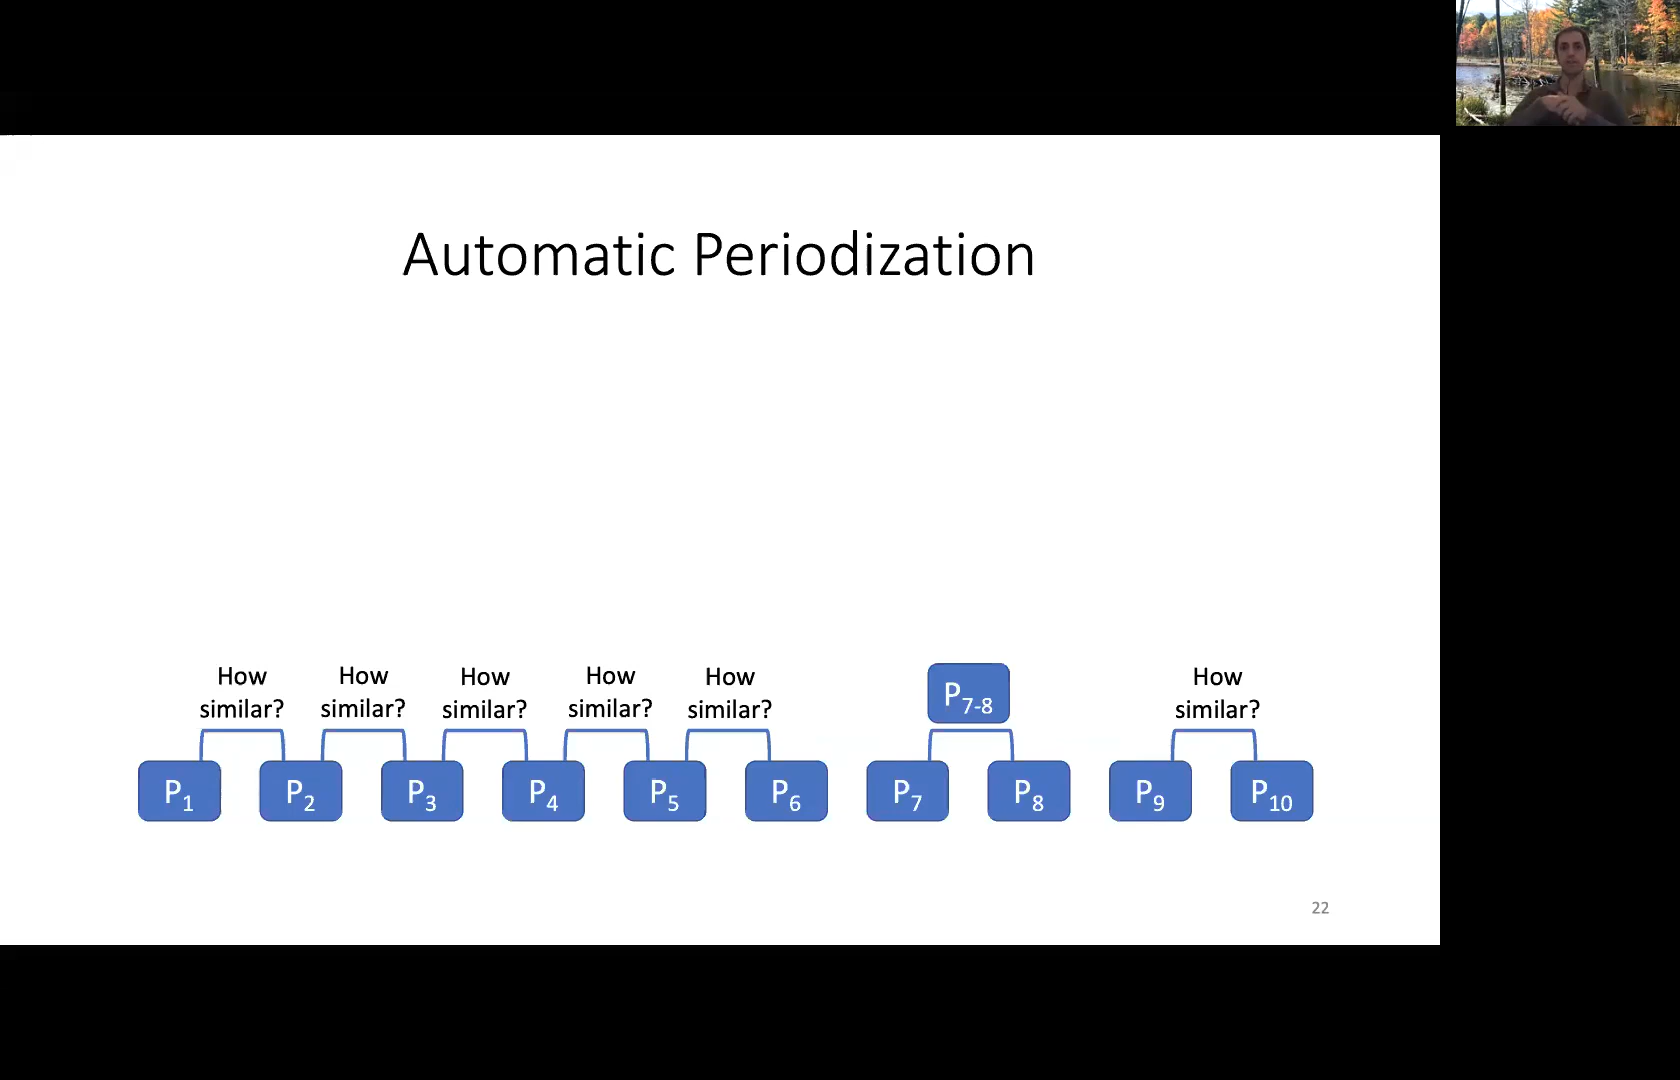 Automatic Periodization
How
similar?
How
similar?
How
similar?
How
similar?
How
similar?
P7-8
How
similar?
P1
P2
P3
P4
P5
P6
P7
P8
P9
P10
22